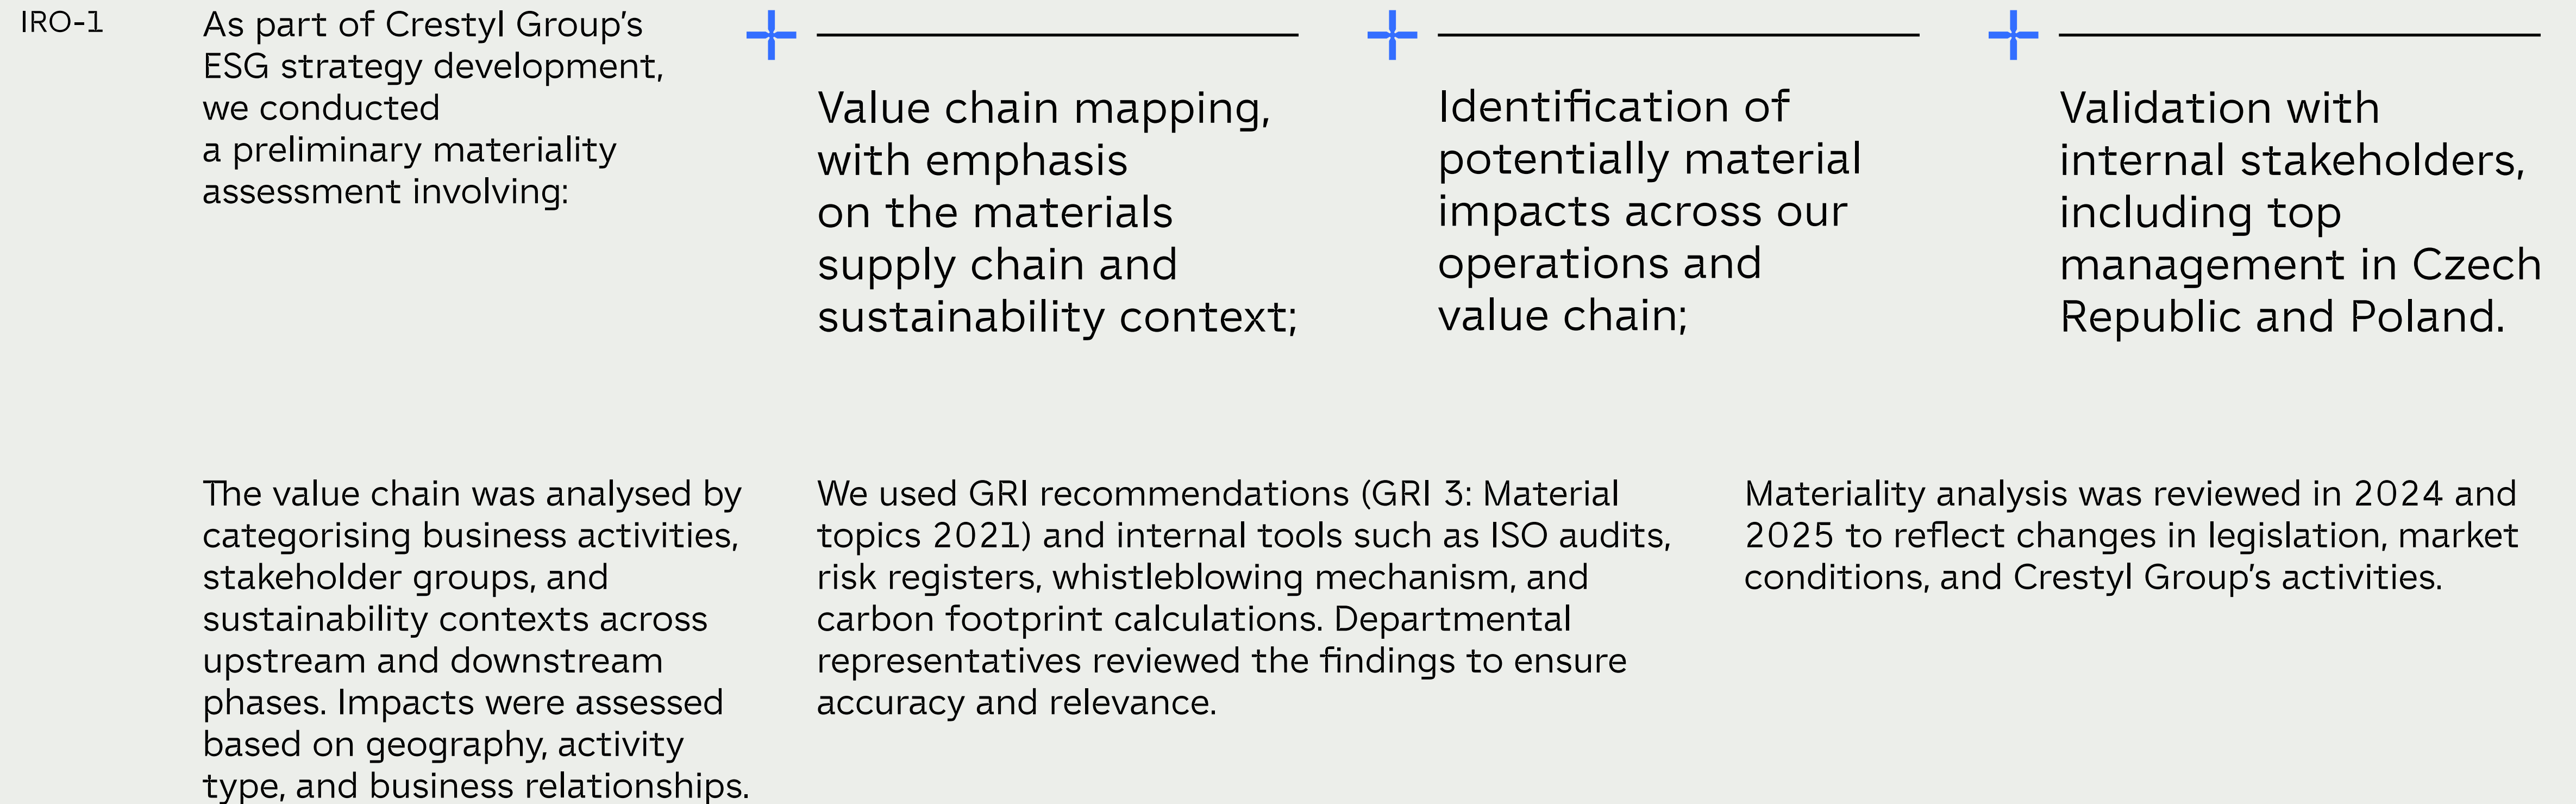 IRO-1
As part of Crestyl Group’s
ESG strategy development,
we conducted
a preliminary materiality
assessment involving:
Value chain mapping,
with emphasis
on the materials
supply chain and
sustainability context;
Identification of
potentially material
impacts across our
operations and
value chain;
Validation with
internal stakeholders,
including top
management in Czech
Republic and Poland.
The value chain was analysed by
categorising business activities,
stakeholder groups, and
sustainability contexts across
upstream and downstream
phases. Impacts were assessed
based on geography, activity
type, and business relationships.
We used GRI recommendations (GRI 3: Material
topics 2021) and internal tools such as ISO audits,
risk registers, whistleblowing mechanism, and
carbon footprint calculations. Departmental
representatives reviewed the findings to ensure
accuracy and relevance.
Materiality analysis was reviewed in 2024 and
2025 to reflect changes in legislation, market
conditions, and Crestyl Group’s activities.